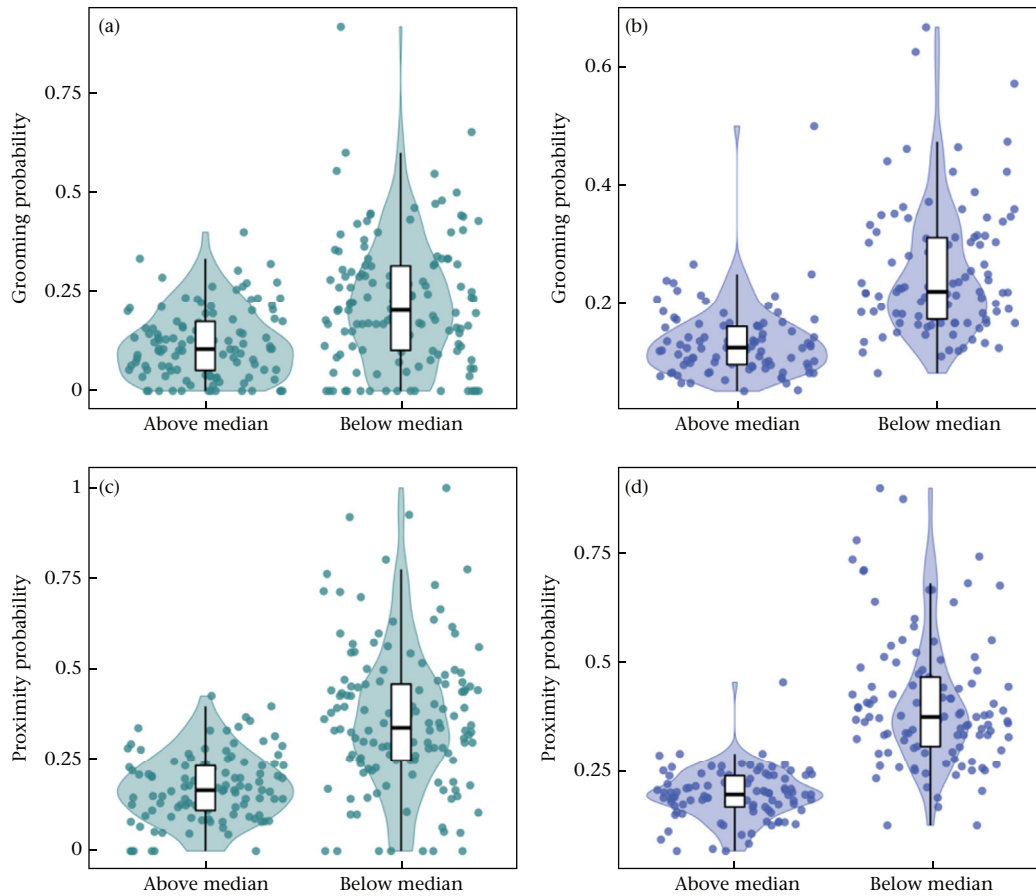 (a)
Grooming probability
0.75
0.5
0.25
0
Above median
Below median
(b)
Grooming probability
0.6
0.4
0.2
Above median
Below median
(c)
Proximity probability
1
0.75
0.5
0.25
0
Above median
Below median
(d)
Proximity probability
0.75
0.5
0.25
Above median
Below median